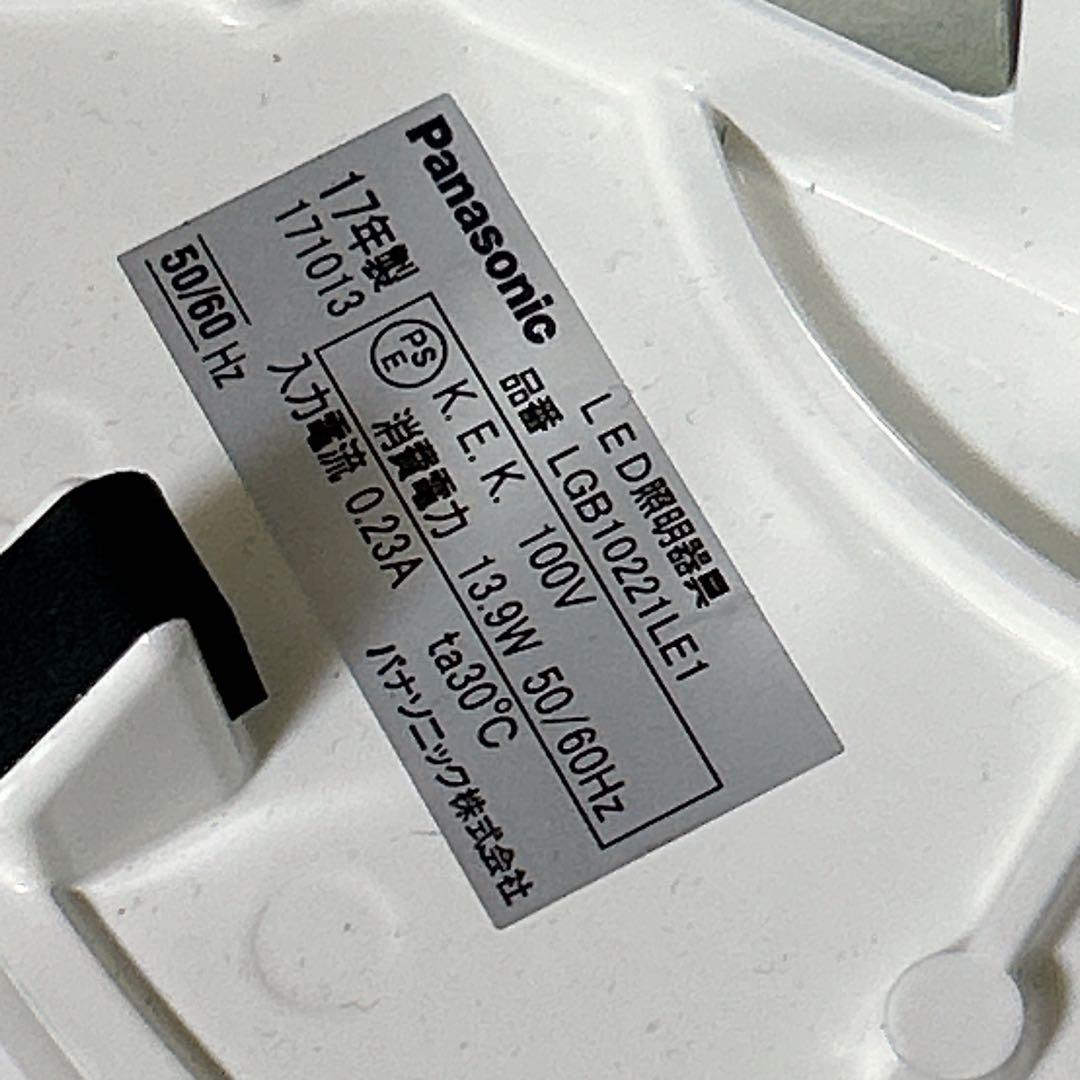 Panasonic
LED照明器具
17年製
品番 LGB10221LE1
171013
PS
E
K.E.K. 100V
消費電力 13.9W 50/60Hz
50/60Hz
入力電流 0.23A
ta30℃
パナソニック株式会社